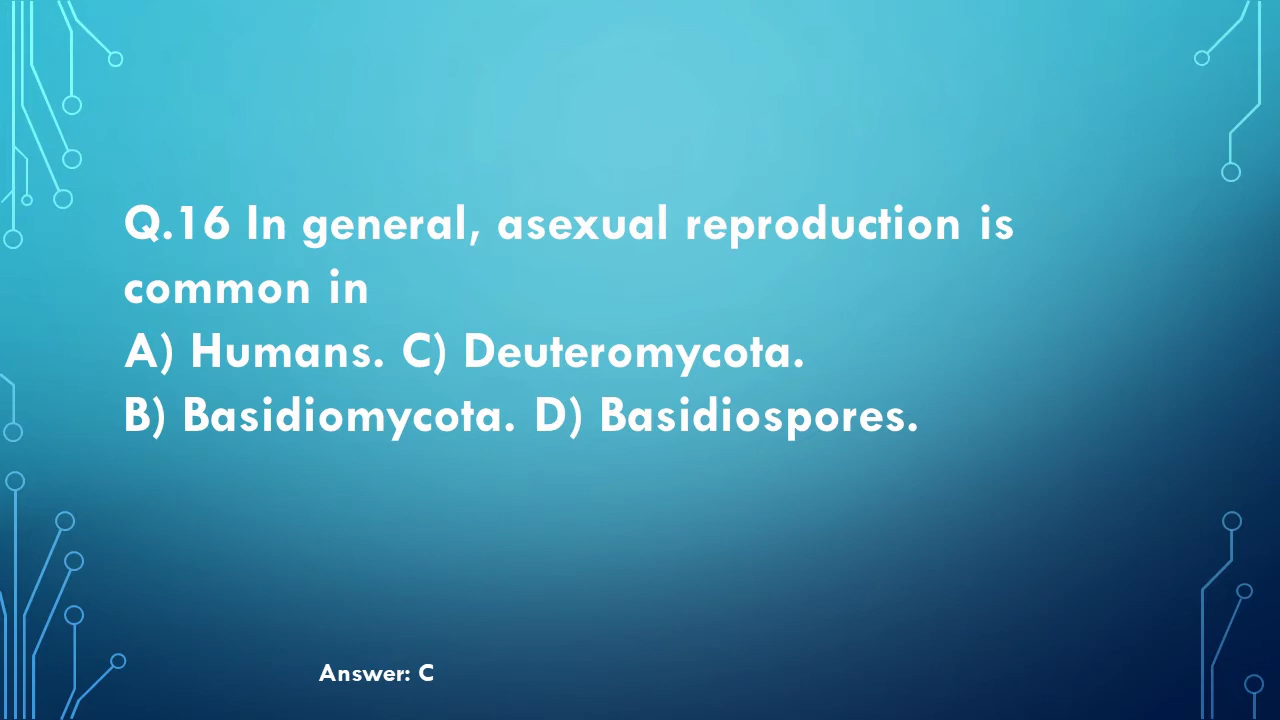 Q.16 In general, asexual reproduction is
common in
A) Humans. C) Deuteromycota.
B) Basidiomycota. D) Basidiospores.
Answer: C